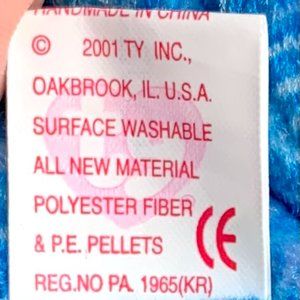 HANDMADE IN CHINA
© 2001 TY INC.,
OAKBROOK, IL. U.S.A.
SURFACE WASHABLE
ALL NEW MATERIAL
POLYESTER FIBER
& P.E. PELLETS
CE
REG.NO PA. 1965(KR)